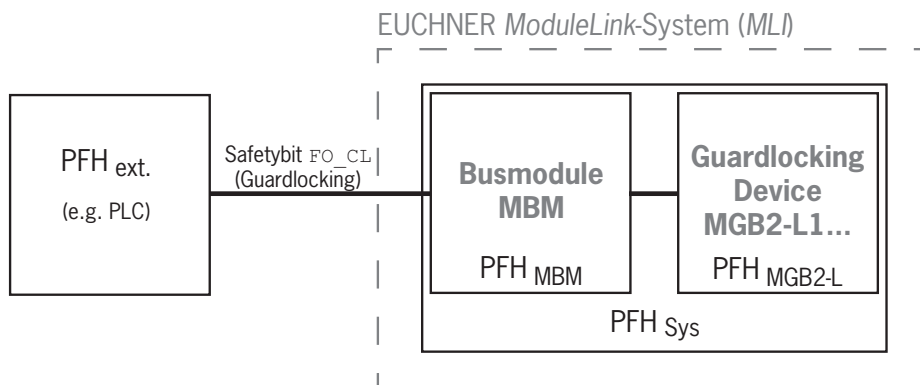 EUCHNER ModuleLink-System (MLI)
PFH ext.
(e.g. PLC)
Safetybit FO_CL
(Guardlocking)
Busmodule
MBM
PFH MBM
Guardlocking
Device
MGB2-L1...
PFH MGB2-L
PFH Sys